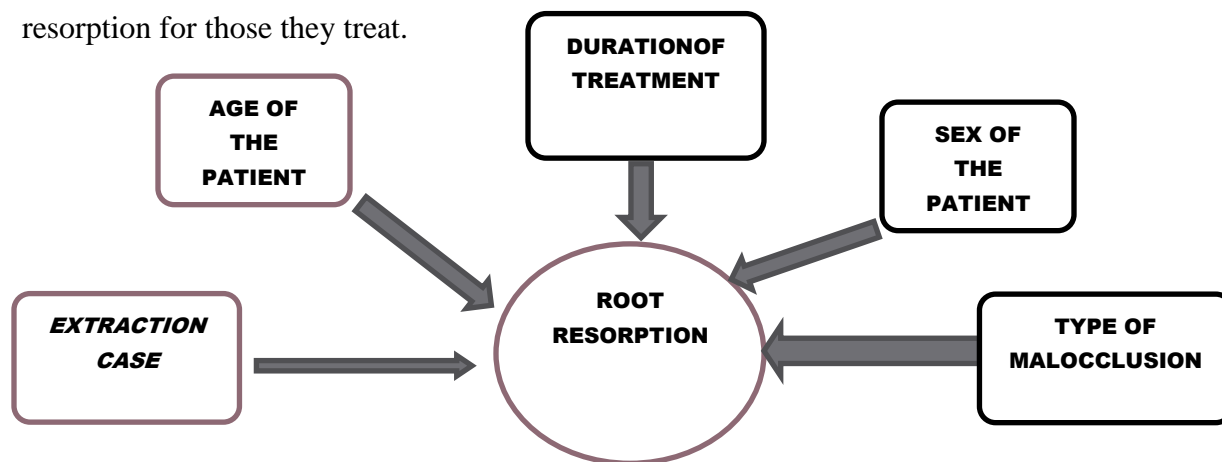 resorption for those they treat.
DURATIONOF
TREATMENT
AGE OF
THE
PATIENT
SEX OF
THE
PATIENT
EXTRACTION
CASE
ROOT
RESORPTION
TYPE OF
MALOCCLUSION